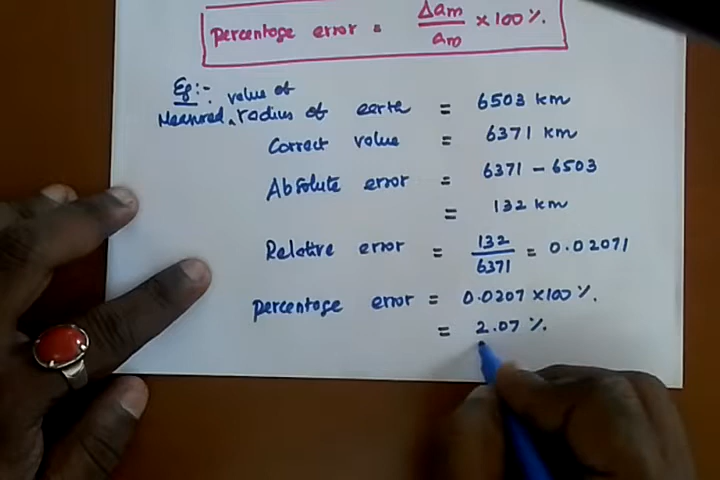 Percentage error = Δam/am × 100 %.
Eg:- value of
Measured radius of earth = 6503 km
Correct value = 6371 km
Absolute error = 6371 - 6503
= 132 km
Relative error = 132/6371 = 0.02071
Percentage error = 0.0207 × 100 %.
= 2.07 %.